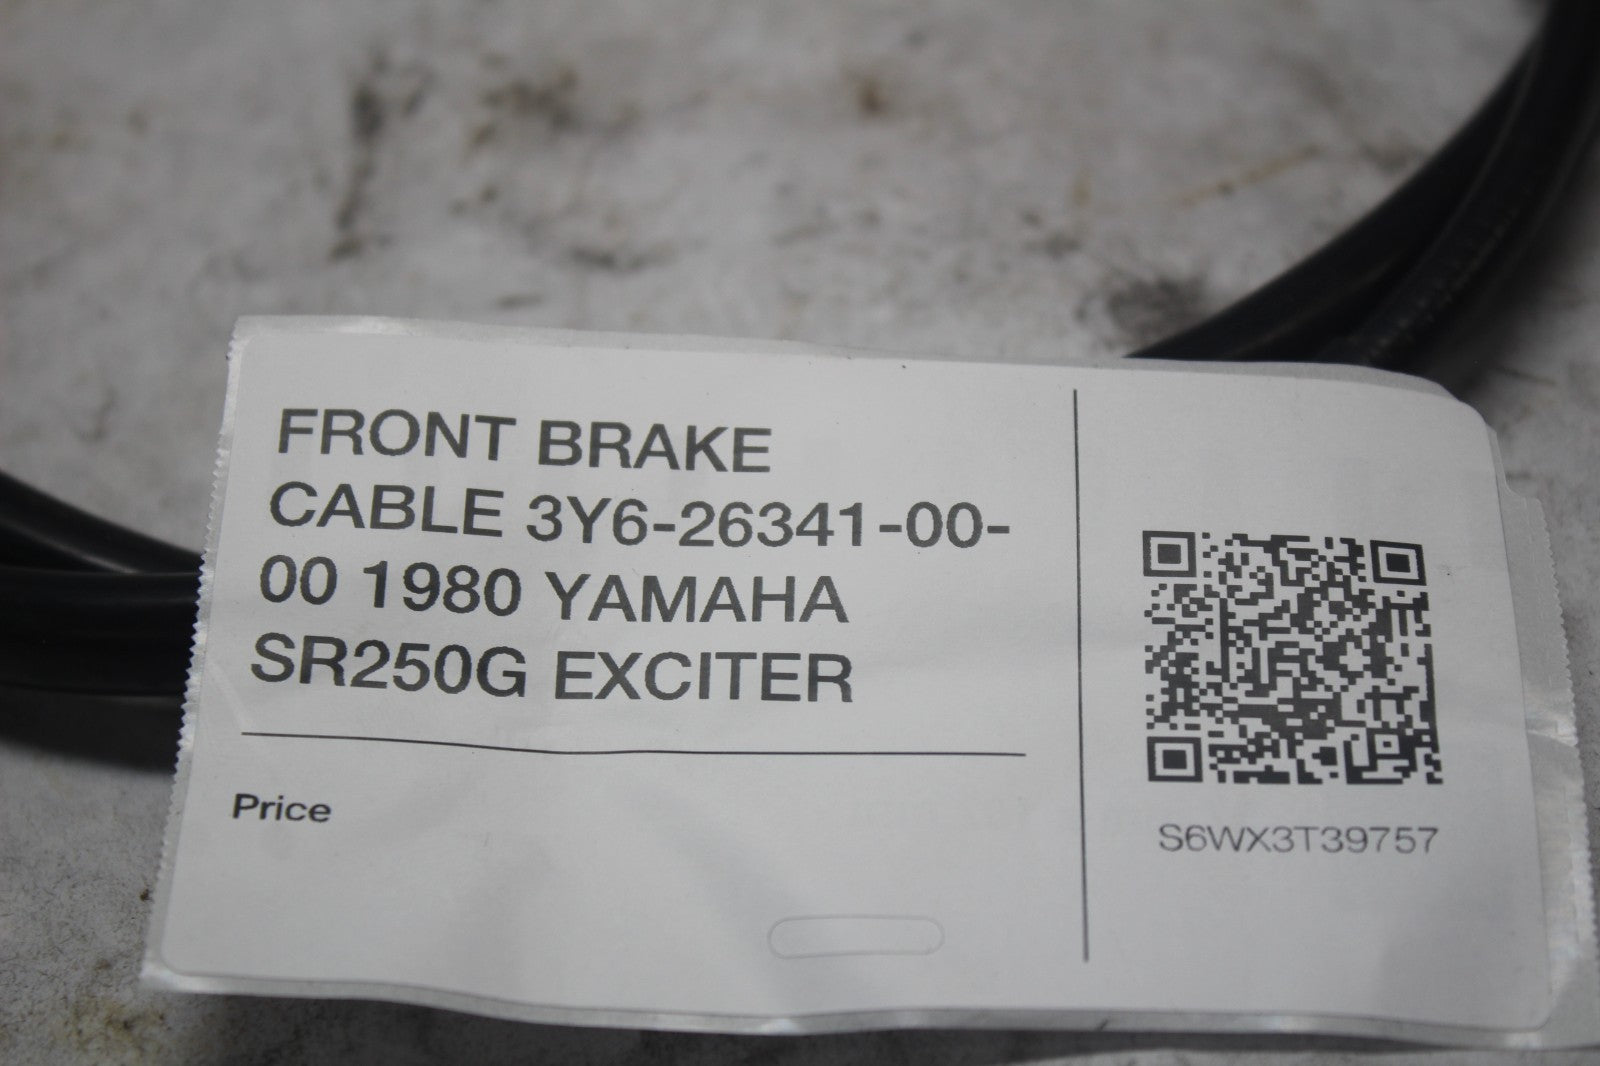 FRONT BRAKE
CABLE 3Y6-26341-00-
00 1980 YAMAHA
SR250G EXCITER
Price
S6WX3T39757